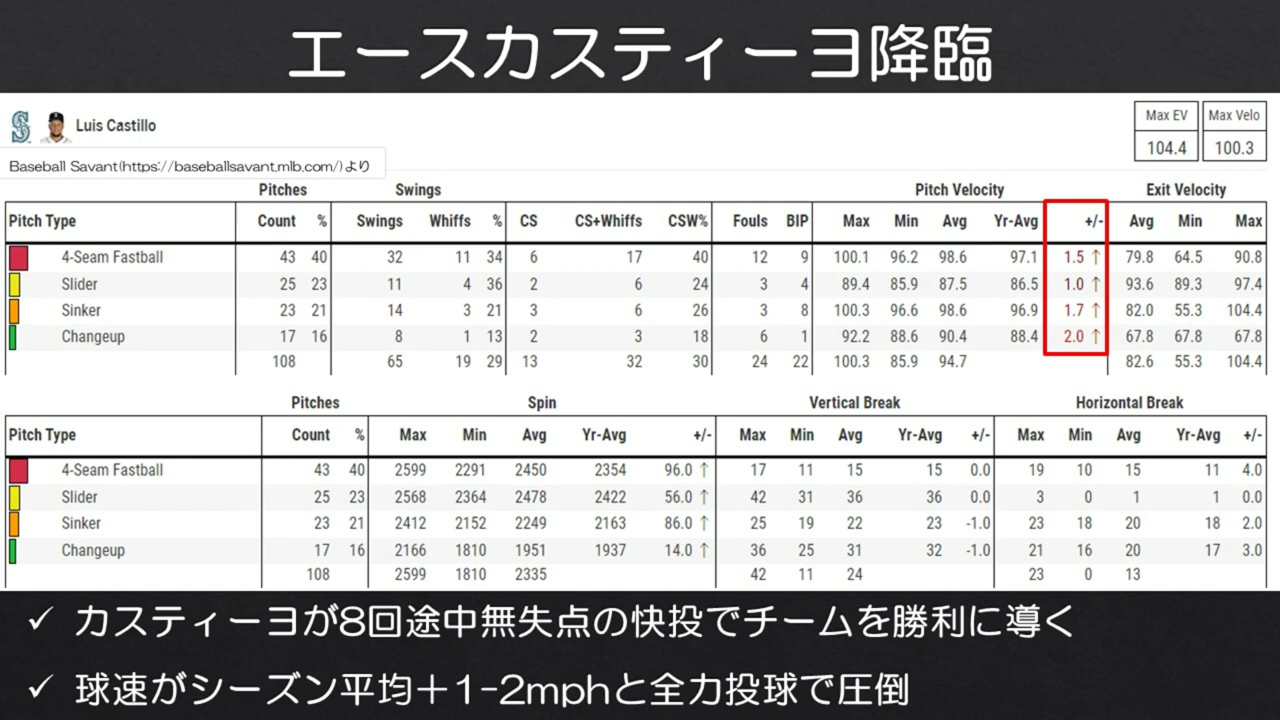 エースカスティーヨ降臨
S Luis Castillo
Max EV Max Velo
104.4 100.3
Baseball Savant(https://baseballsavant.mlb.com/)より
Pitches Swings Pitch Velocity Exit Velocity
Pitch Type Count % Swings Whiffs % CS CS+Whiffs CSW% Fouls BIP Max Min Avg Yr-Avg +/- Avg Min Max
4-Seam Fastball 43 40 32 11 34 6 17 40 12 9 100.1 96.2 98.6 97.1 1.5 ↑ 79.8 64.5 90.8
Slider 25 23 11 4 36 2 6 24 3 4 89.4 85.9 87.5 86.5 1.0 ↑ 93.6 89.3 97.4
Sinker 23 21 14 3 21 3 6 26 3 8 100.3 96.6 98.6 96.9 1.7 ↑ 82.0 55.3 104.4
Changeup 17 16 8 1 13 2 3 18 6 1 92.2 88.6 90.4 88.4 2.0 ↑ 67.8 67.8 67.8
108 65 19 29 13 32 30 24 22 100.3 85.9 94.7 82.6 55.3 104.4
Pitches Spin Vertical Break Horizontal Break
Pitch Type Count % Max Min Avg Yr-Avg +/- Max Min Avg Yr-Avg +/- Max Min Avg Yr-Avg +/-
4-Seam Fastball 43 40 2599 2291 2450 2354 96.0 ↑ 17 11 15 15 0.0 19 10 15 11 4.0
Slider 25 23 2568 2364 2478 2422 56.0 ↑ 42 31 36 36 0.0 3 0 1 1 0.0
Sinker 23 21 2412 2152 2249 2163 86.0 ↑ 25 19 22 23 -1.0 23 18 20 18 2.0
Changeup 17 16 2166 1810 1951 1937 14.0 ↑ 36 25 31 32 -1.0 21 16 20 17 3.0
108 2599 1810 2335 42 11 24 23 0 13
✓ カスティーヨが8回途中無失点の快投でチームを勝利に導く
✓ 球速がシーズン平均＋1-2mphと全力投球で圧倒